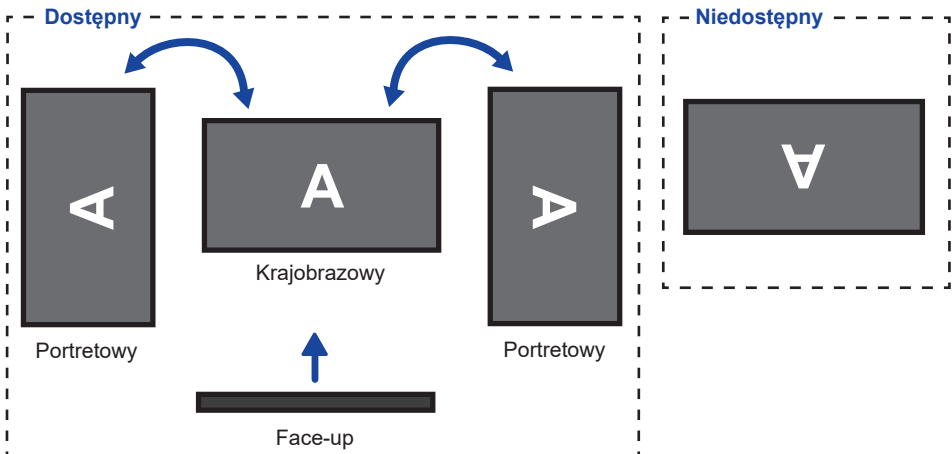 Dostępny
Niedostępny
A
A
A
A
Krajobrazowy
Portretowy
Portretowy
Face-up